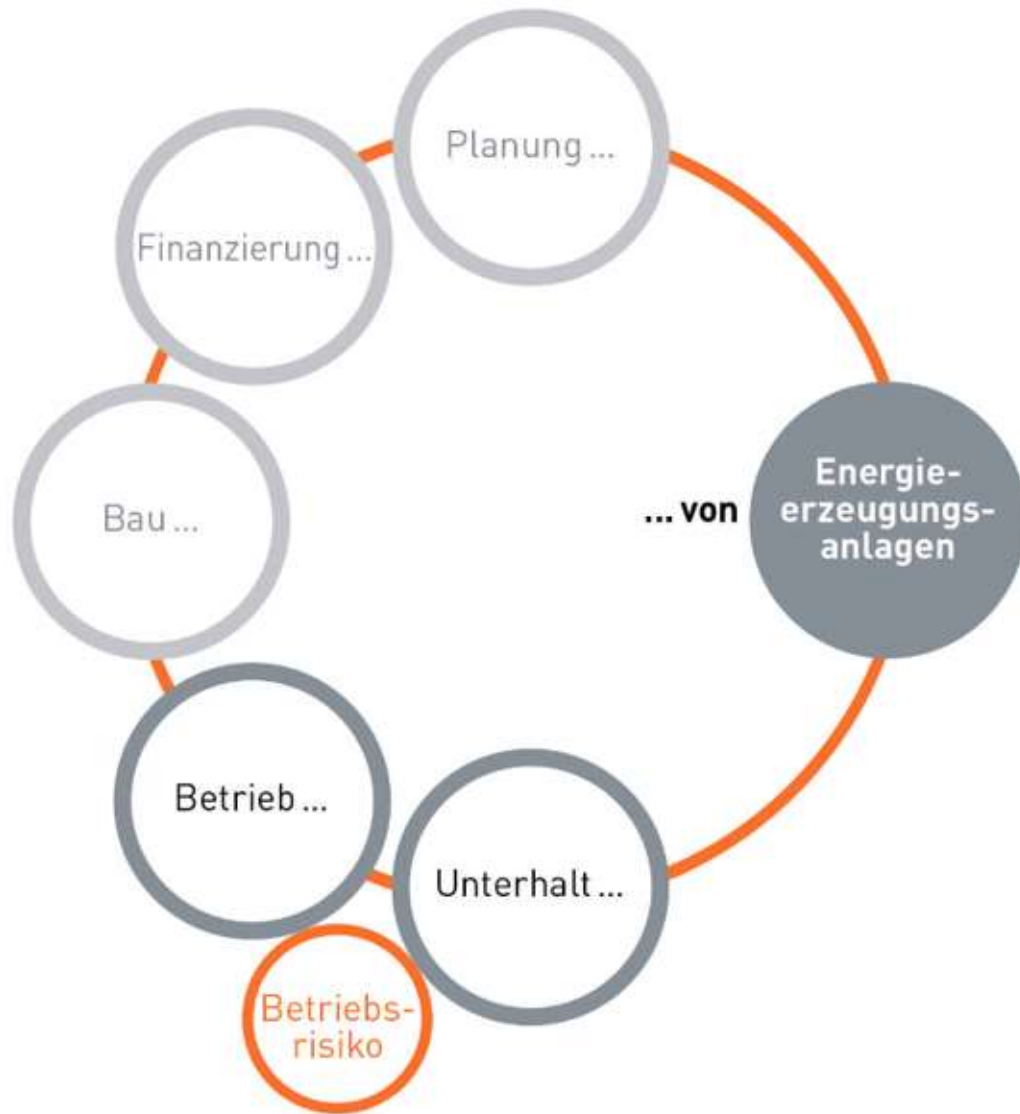 Planung ...
Finanzierung ...
Bau ...
... von
Energie-
erzeugungs-
anlagen
Betrieb ...
Unterhalt ...
Betriebs-
risiko